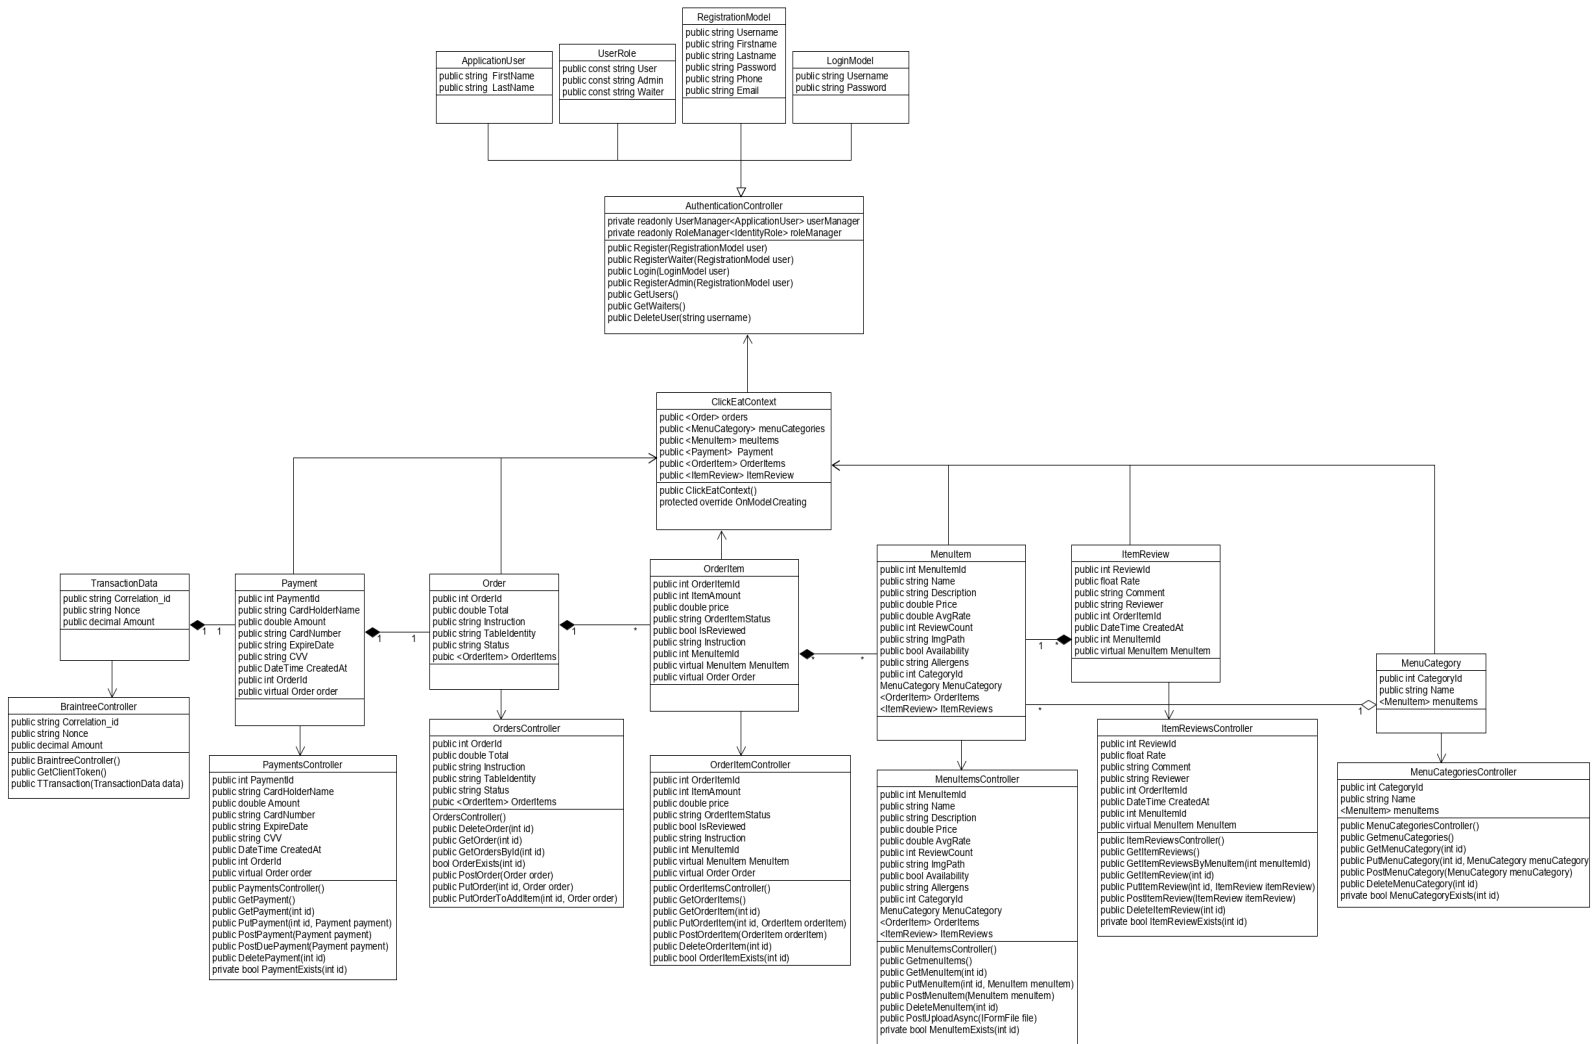 RegistrationModel
public string Username
public string Firstname
public string Lastname
public string Password
public string Phone
public string Email
ApplicationUser
public string FirstName
public string LastName
UserRole
public const string User
public const string Admin
public const string Waiter
LoginModel
public string Username
public string Password
AuthenticationController
private readonly UserManager<ApplicationUser> userManager
private readonly RoleManager<IdentityRole> roleManager
public Register(RegistrationModel user)
public RegisterWaiter(RegistrationModel user)
public Login(LoginModel user)
public RegisterAdmin(RegistrationModel user)
public GetUsers()
public GetWaiters()
public DeleteUser(string username)
ClickEatContext
public <Order> orders
public <MenuCategory> menuCategories
public <MenuItem> meuItems
public <Payment> Payment
public <OrderItem> OrderItems
public <ItemReview> ItemReview
public ClickEatContext()
protected override OnModelCreating
TransactionData
public string Correlation_id
public string Nonce
public decimal Amount
1
1
Payment
public int PaymentId
public string CardHolderName
public double Amount
public string CardNumber
public string ExpireDate
public string CVV
public DateTime CreatedAt
public int OrderId
public virtual Order order
1
1
Order
public int OrderId
public double Total
public string Instruction
public string TableIdentity
public string Status
pubic <OrderItem> OrderItems
1
*
OrderItem
public int OrderItemId
public int ItemAmount
public double price
public string OrderItemStatus
public bool IsReviewed
public string Instruction
public int MenuItemId
public virtual MenuItem MenuItem
public virtual Order Order
*
*
MenuItem
public int MenuItemId
public string Name
public string Description
public double Price
public double AvgRate
public int ReviewCount
public string ImgPath
public bool Availability
public string Allergens
public int CategoryId
MenuCategory MenuCategory
<OrderItem> OrderItems
<ItemReview> ItemReviews
1
*
ItemReview
public int ReviewId
public float Rate
public string Comment
public string Reviewer
public int OrderItemId
public DateTime CreatedAt
public int MenuItemId
public virtual MenuItem MenuItem
*
1
MenuCategory
public int CategoryId
public string Name
<MenuItem> menuItems
BraintreeController
public string Correlation_id
public string Nonce
public decimal Amount
public BraintreeController()
public GetClientToken()
public TTransaction(TransactionData data)
PaymentsController
public int PaymentId
public string CardHolderName
public double Amount
public string CardNumber
public string ExpireDate
public string CVV
public DateTime CreatedAt
public int OrderId
public virtual Order order
public PaymentsController()
public GetPayment()
public GetPayment(int id)
public PutPayment(int id, Payment payment)
public PostPayment(Payment payment)
public PostDuePayment(Payment payment)
public DeletePayment(int id)
private bool PaymentExists(int id)
OrdersController
public int OrderId
public double Total
public string Instruction
public string TableIdentity
public string Status
pubic <OrderItem> OrderItems
OrdersController()
public DeleteOrder(int id)
public GetOrder(int id)
public GetOrdersById(int id)
bool OrderExists(int id)
public PostOrder(Order order)
public PutOrder(int id, Order order)
public PutOrderToAddItem(int id, Order order)
OrderItemController
public int OrderItemId
public int ItemAmount
public double price
public string OrderItemStatus
public bool IsReviewed
public string Instruction
public int MenuItemId
public virtual MenuItem MenuItem
public virtual Order Order
public OrderItemsController()
public GetOrderItems()
public GetOrderItem(int id)
public PutOrderItem(int id, OrderItem orderItem)
public PostOrderItem(OrderItem orderItem)
public DeleteOrderItem(int id)
public bool OrderItemExists(int id)
MenuItemsController
public int MenuItemId
public string Name
public string Description
public double Price
public double AvgRate
public int ReviewCount
public string ImgPath
public bool Availability
public string Allergens
public int CategoryId
MenuCategory MenuCategory
<OrderItem> OrderItems
<ItemReview> ItemReviews
public MenuItemsController()
public GetmenuItems()
public GetMenuItem(int id)
public PutMenuItem(int id, MenuItem menuItem)
public PostMenuItem(MenuItem menuItem)
public DeleteMenuItem(int id)
public PostUploadAsync(IFormFile file)
private bool MenuItemExists(int id)
ItemReviewsController
public int ReviewId
public float Rate
public string Comment
public string Reviewer
public int OrderItemId
public DateTime CreatedAt
public int MenuItemId
public virtual MenuItem MenuItem
public ItemReviewsController()
public GetItemReviews()
public GetItemReviewsByMenuItem(int menuItemId)
public GetItemReview(int id)
public PutItemReview(int id, ItemReview itemReview)
public PostItemReview(ItemReview itemReview)
public DeleteItemReview(int id)
private bool ItemReviewExists(int id)
MenuCategoriesController
public int CategoryId
public string Name
<MenuItem> menuItems
public MenuCategoriesController()
public GetmenuCategories()
public GetMenuCategory(int id)
public PutMenuCategory(int id, MenuCategory menuCategory
public PostMenuCategory(MenuCategory menuCategory)
public DeleteMenuCategory(int id)
private bool MenuCategoryExists(int id)